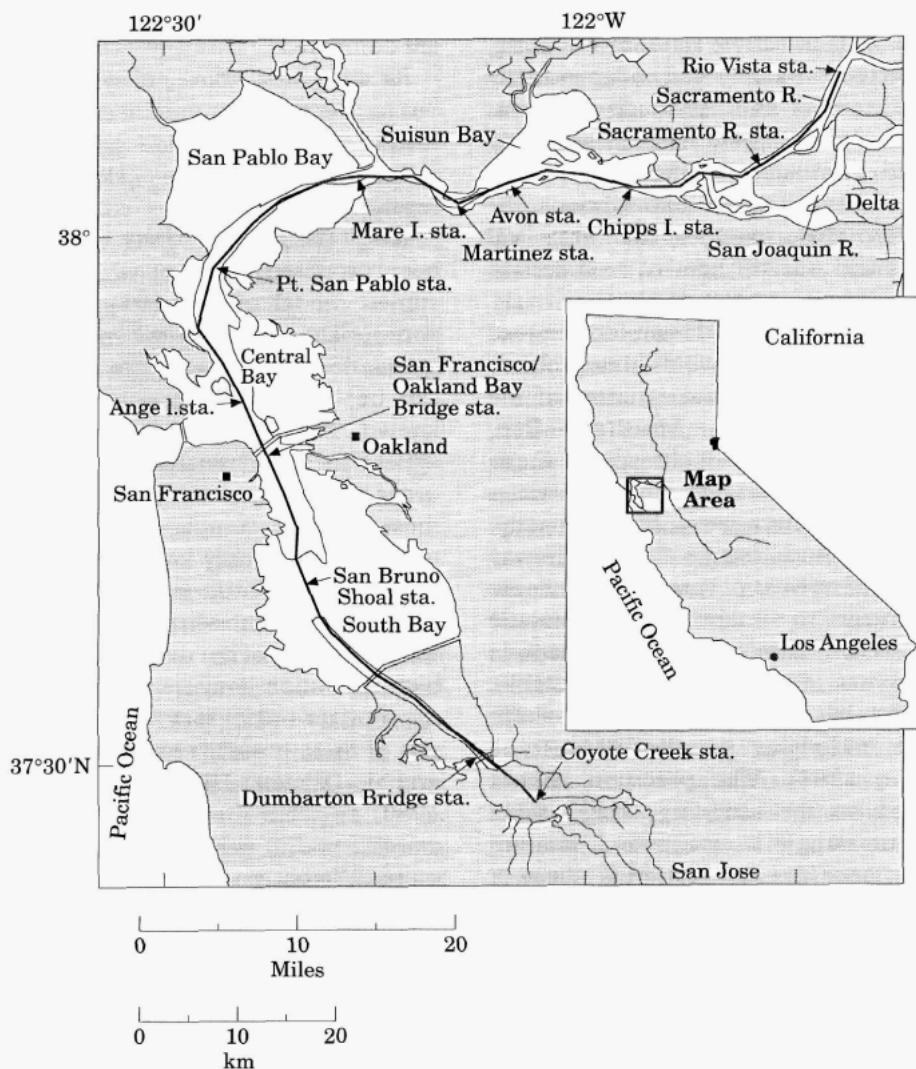 122°30′
122°W
Rio Vista sta.
Sacramento R.
Sacramento R. sta.
Suisun Bay
San Pablo Bay
Delta
Avon sta.
Mare I. sta.
Chipps I. sta.
Martinez sta.
San Joaquin R.
38°
Pt. San Pablo sta.
California
Central
Bay
San Francisco/
Oakland Bay
Bridge sta.
Ange l.sta.
Oakland
San Francisco
Map
Area
San Bruno
Shoal sta.
South Bay
Pacific Ocean
Los Angeles
37°30′N
Pacific Ocean
Coyote Creek sta.
Dumbarton Bridge sta.
San Jose
0 10 20
Miles
0 10 20
km